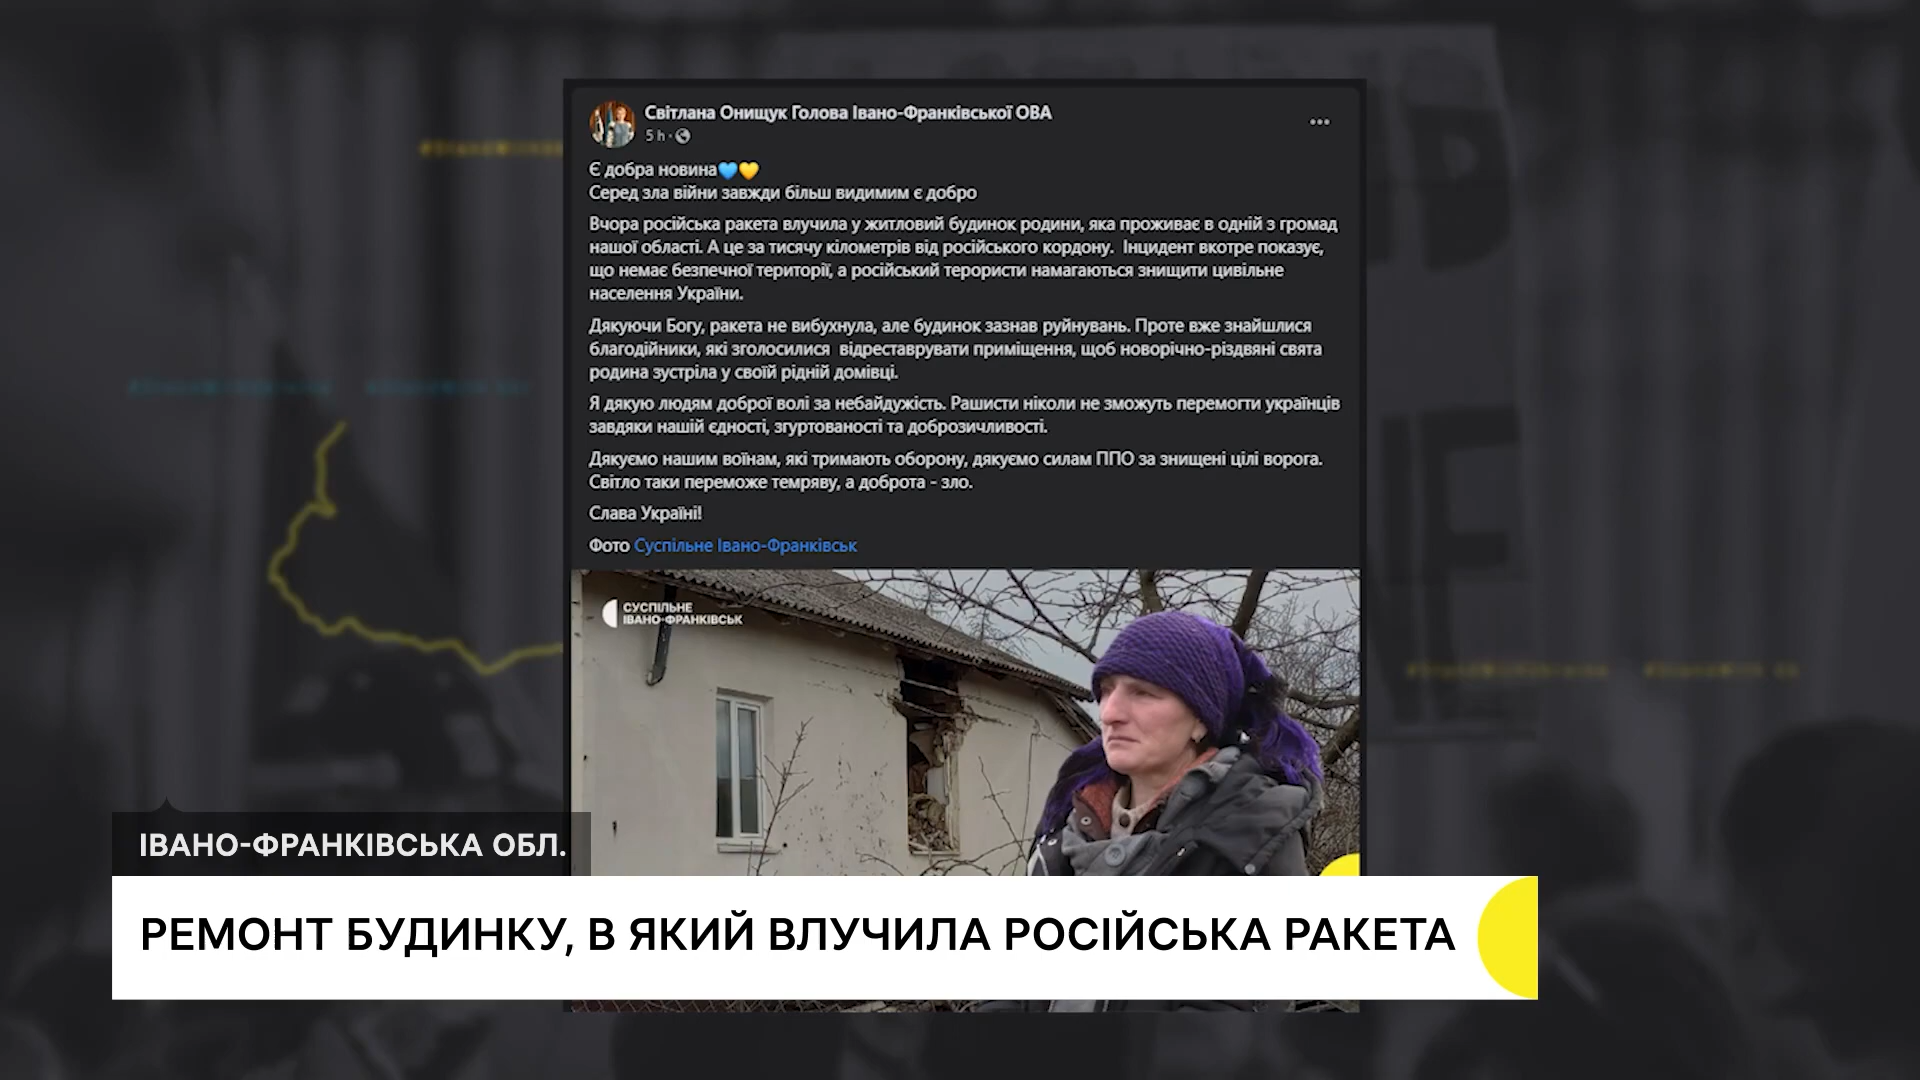 Світлана Онищук Голова Івано-Франківської ОВА
5 h ·
Є добра новина💙💛
Серед зла війни завжди більш видимим є добро
Вчора російська ракета влучила у житловий будинок родини, яка проживає в одній з громад
нашої області. А це за тисячу кілометрів від російського кордону. Інцидент вкотре показує,
що немає безпечної території, а російський терористи намагаються знищити цивільне
населення України.
Дякуючи Богу, ракета не вибухнула, але будинок зазнав руйнувань. Проте вже знайшлися
благодійники, які зголосилися відреставрувати приміщення, щоб новорічно-різдвяні свята
родина зустріла у своїй рідній домівці.
Я дякую людям доброї волі за небайдужість. Рашисти ніколи не зможуть перемогти українців
завдяки нашій єдності, згуртованості та доброзичливості.
Дякуємо нашим воїнам, які тримають оборону, дякуємо силам ППО за знищені цілі ворога.
Світло таки переможе темряву, а доброта - зло.
Слава Україні!
Фото Суспільне Івано-Франківськ
СУСПІЛЬНЕ
ІВАНО-ФРАНКІВСЬК
ІВАНО-ФРАНКІВСЬКА ОБЛ.
РЕМОНТ БУДИНКУ, В ЯКИЙ ВЛУЧИЛА РОСІЙСЬКА РАКЕТА